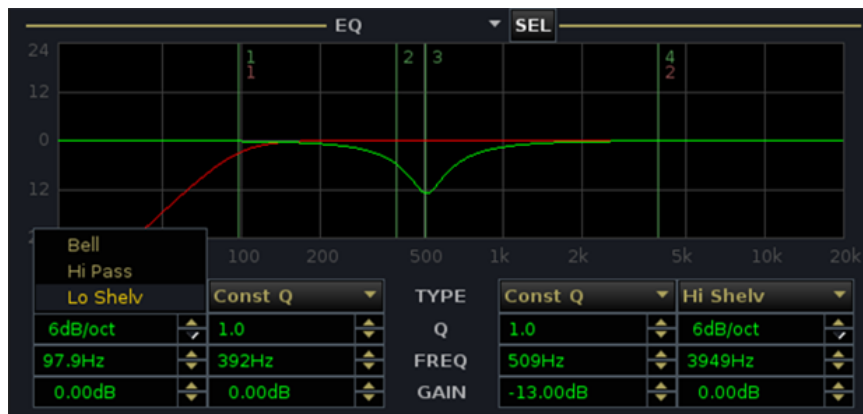 EQ SEL
24
1 2 3 4
1 2
12
0
12
100 200 500 1k 2k 5k 10k 20k
Bell
Hi Pass
Lo Shelv Const Q TYPE Const Q Hi Shelv
6dB/oct 1.0 Q 1.0 6dB/oct
97.9Hz 392Hz FREQ 509Hz 3949Hz
0.00dB 0.00dB GAIN -13.00dB 0.00dB